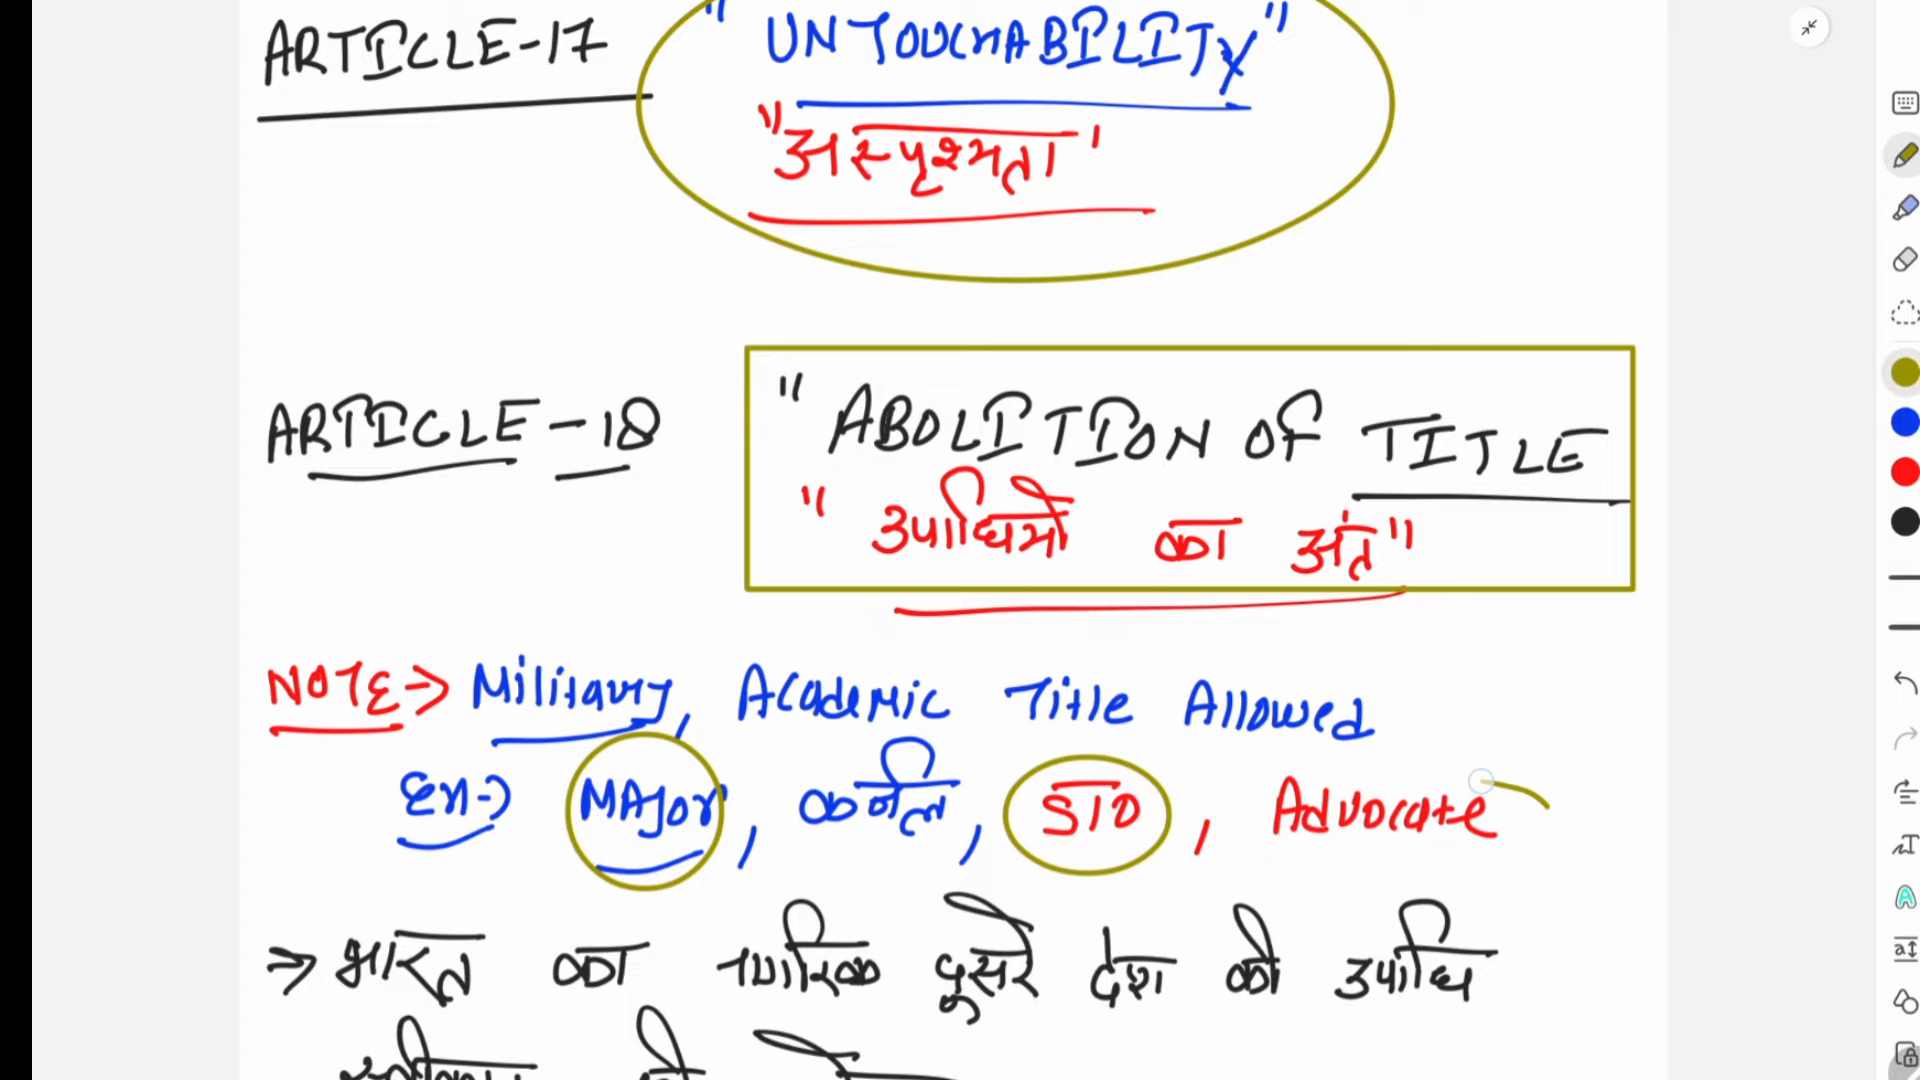 ARTICLE-17 " UNTOUCHABILITY "
"अस्पृश्यता'
ARTICLE-18 " ABOLITION OF TITLE
" उपाधियों का अंत"
NOTE→ Military, Academic Title Allowed
Ex→ MAJOR, कर्नल, डॉ0, Advocate
⇒ भारत का नागरिक दूसरे देश की उपाधि